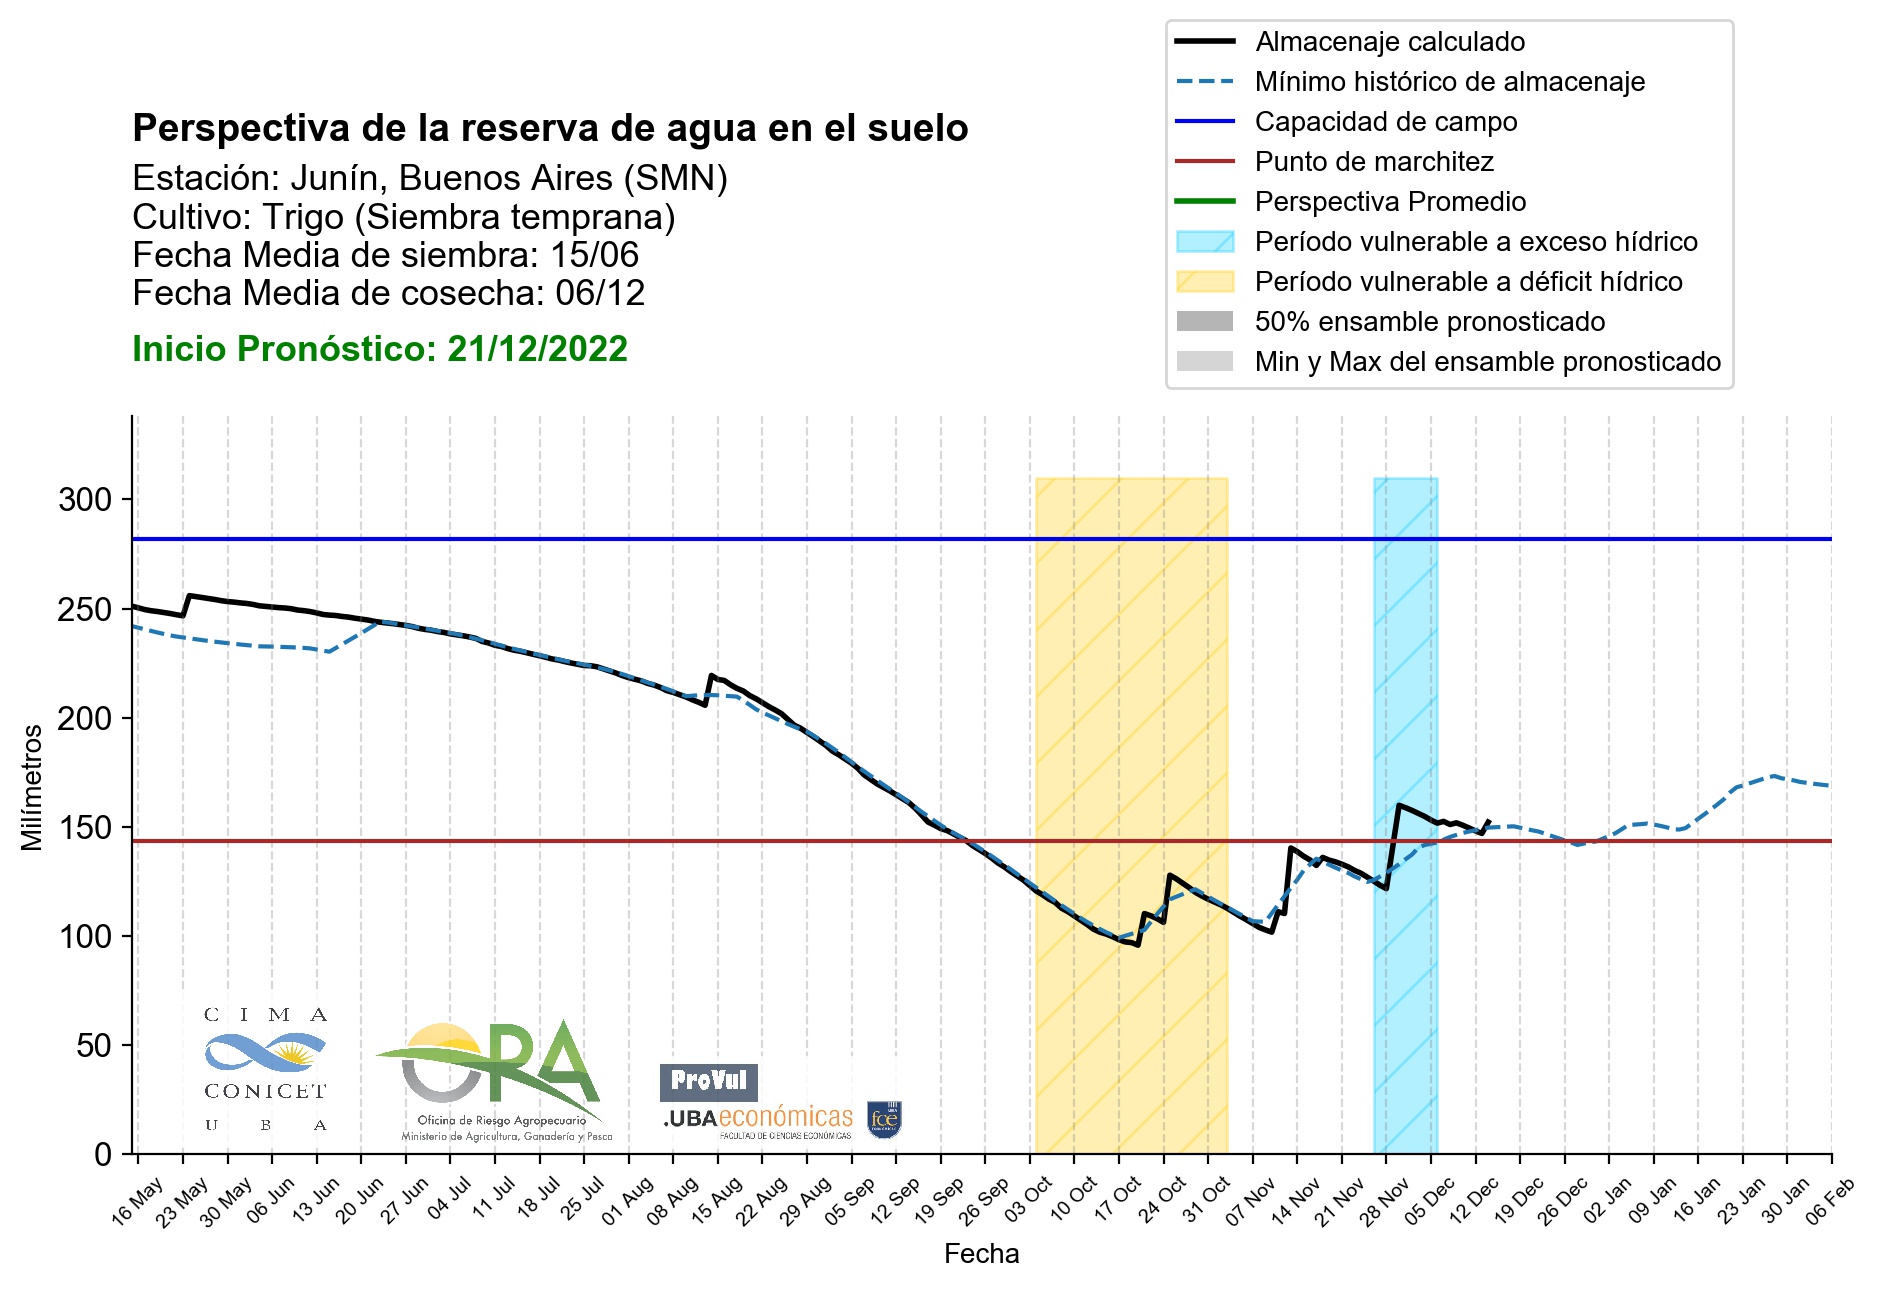 Almacenaje calculado
Mínimo histórico de almacenaje
Capacidad de campo
Punto de marchitez
Perspectiva Promedio
Período vulnerable a exceso hídrico
Período vulnerable a déficit hídrico
50% ensamble pronosticado
Min y Max del ensamble pronosticado
Perspectiva de la reserva de agua en el suelo
Estación: Junín, Buenos Aires (SMN)
Cultivo: Trigo (Siembra temprana)
Fecha Media de siembra: 15/06
Fecha Media de cosecha: 06/12
Inicio Pronóstico: 21/12/2022
Milímetros
300
250
200
150
100
50
0
CIMA
CONICET
UBA
ORA
Oficina de Riesgo Agropecuario
Ministerio de Agricultura, Ganadería y Pesca
ProVul
.UBAeconómicas
FACULTAD DE CIENCIAS ECONÓMICAS
fce
16 May
23 May
30 May
06 Jun
13 Jun
20 Jun
27 Jun
04 Jul
11 Jul
18 Jul
25 Jul
01 Aug
08 Aug
15 Aug
22 Aug
29 Aug
05 Sep
12 Sep
19 Sep
26 Sep
03 Oct
10 Oct
17 Oct
24 Oct
31 Oct
07 Nov
14 Nov
21 Nov
28 Nov
05 Dec
12 Dec
19 Dec
26 Dec
02 Jan
09 Jan
16 Jan
23 Jan
30 Jan
06 Feb
Fecha